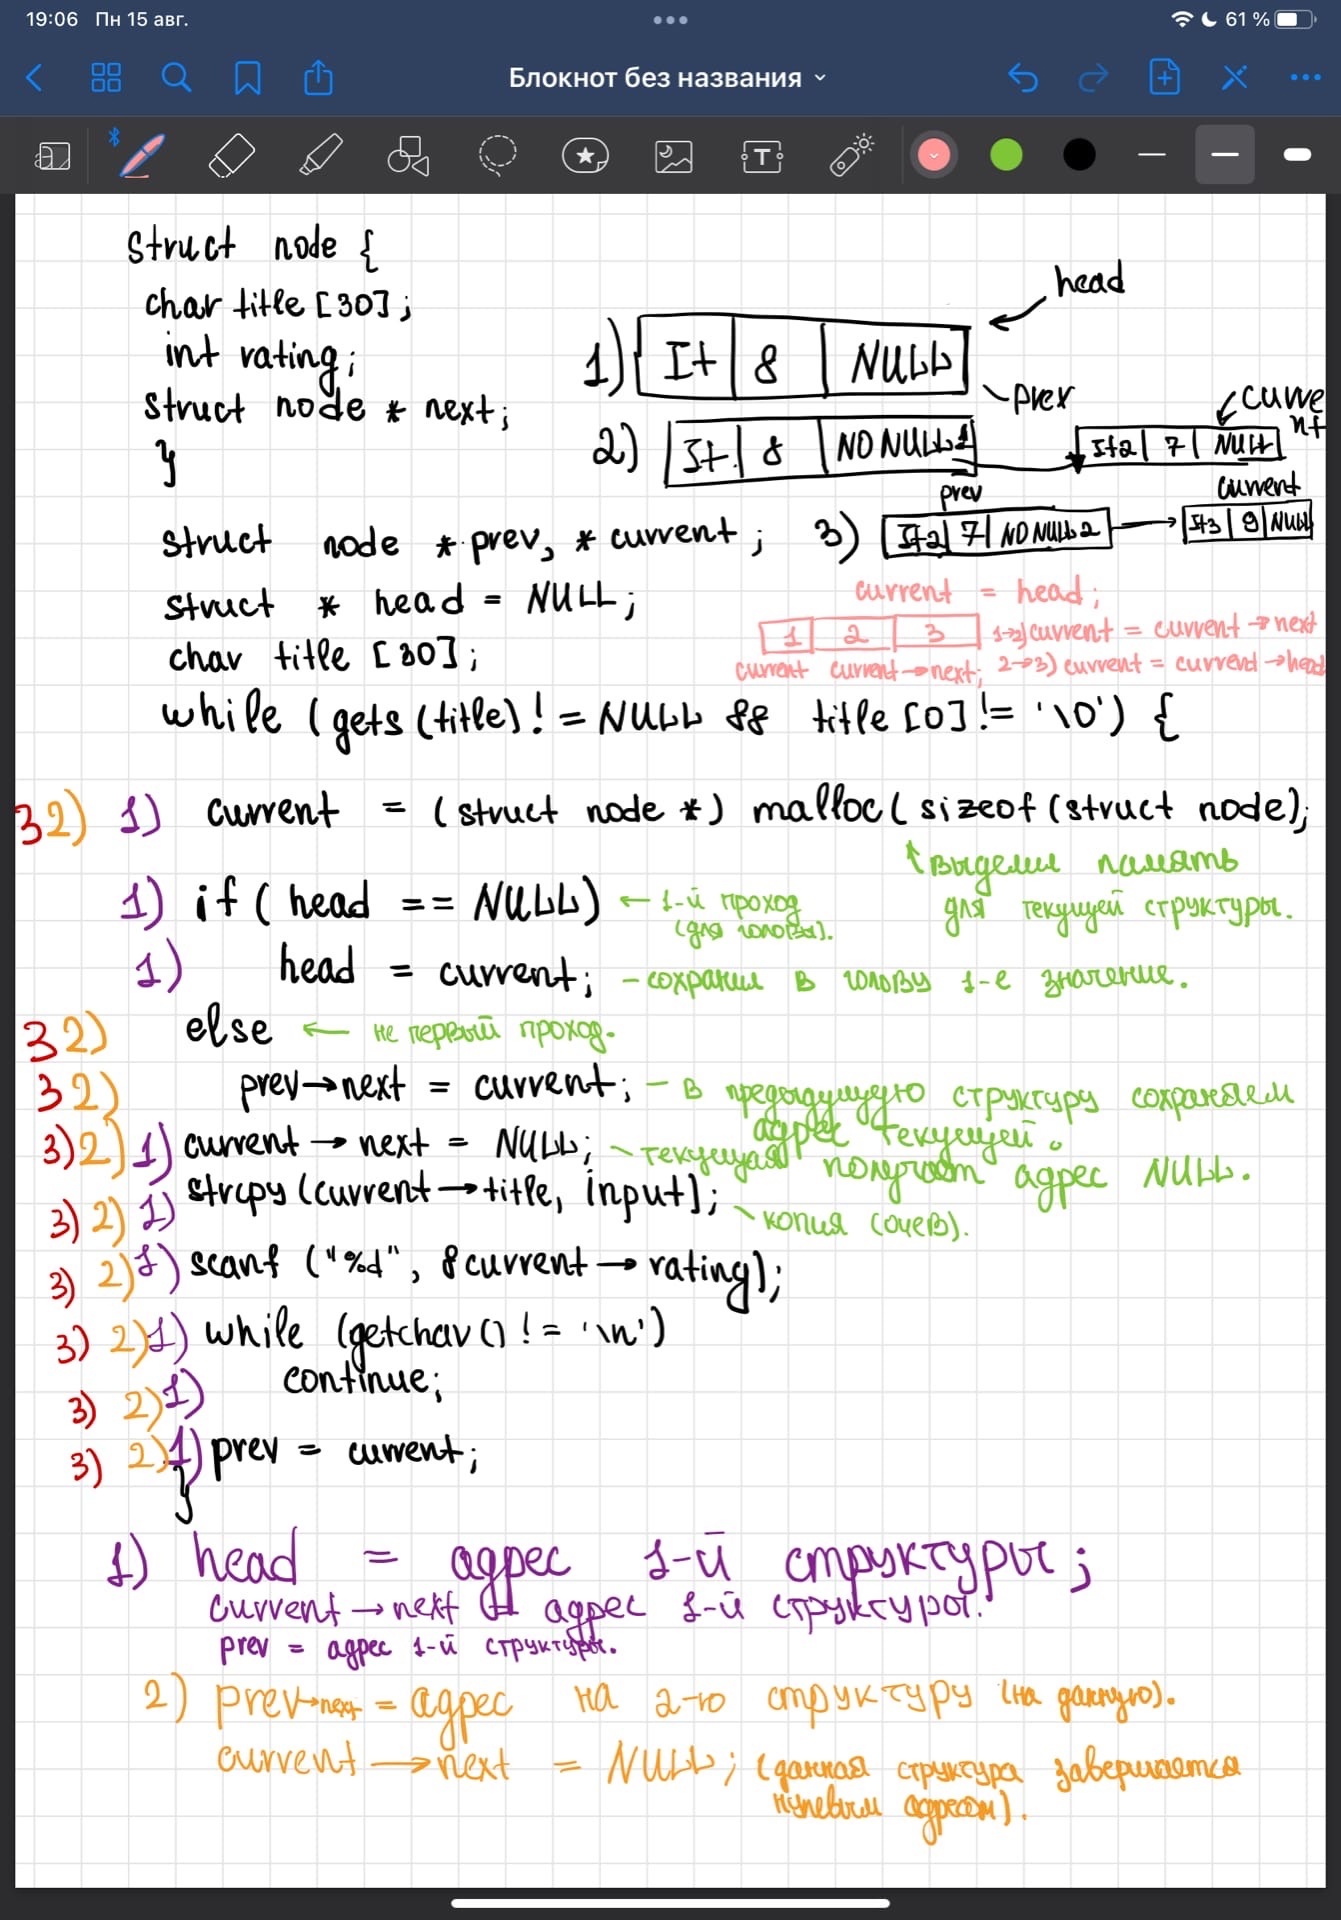 19:06 Пн 15 авг.
61 %
Блокнот без названия
struct node {
char title [30];
int rating;
struct node * next;
}
head
1) It 8 NULL
prev
current
2) It. 8 NO NULL 1
It2 7 NULL
prev
current
3) It2 7 NO NULL 2
It3 9 NULL
struct node * prev, * current ;
struct * head = NULL;
char title [30];
current = head;
1 2 3
1→2) current = current → next
current current → next; 2→3) current = current → head
while (gets (title) != NULL && title [0] != '\0') {
3 2) 1) current = (struct node *) malloc( sizeof (struct node);
↑ выделим память
для текущей структуры.
1) if ( head == NULL) ← 1-й проход
(для головы).
1) head = current; - сохраним в голову 1-е значение.
3 2) else ← не первый проход.
3 2) prev → next = current; - в предыдущую структуру сохраняем
адрес текущей.
3) 2) 1) current → next = NULL; - текущая получает адрес NULL.
3) 2) 1) strcpy (current → title, input);
- копия (очев).
3) 2) 1) scanf ("%d", &current → rating);
3) 2) 1) while (getchar() != '\n')
3) 2) 1) continue;
3) 2) 1) prev = current;
}
1) head = адрес 1-й структуры;
current → next = адрес 1-й структуры.
prev = адрес 1-й структуры.
2) prev→next = адрес на 2-ю структуру (на данную).
current → next = NULL; (данная структура завершается
нулевым адресом).